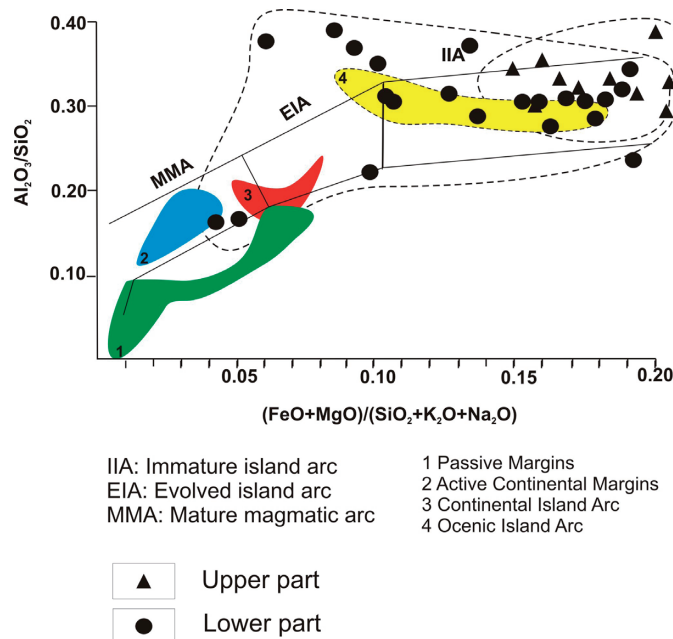 0.40
IIA
4
0.30
EIA
Al₂O₃/SiO₂
MMA
0.20
3
2
0.10
1
0.05
0.10
0.15
0.20
(FeO+MgO)/(SiO₂+K₂O+Na₂O)
IIA: Immature island arc
EIA: Evolved island arc
MMA: Mature magmatic arc
1 Passive Margins
2 Active Continental Margins
3 Continental Island Arc
4 Ocenic Island Arc
Upper part
Lower part